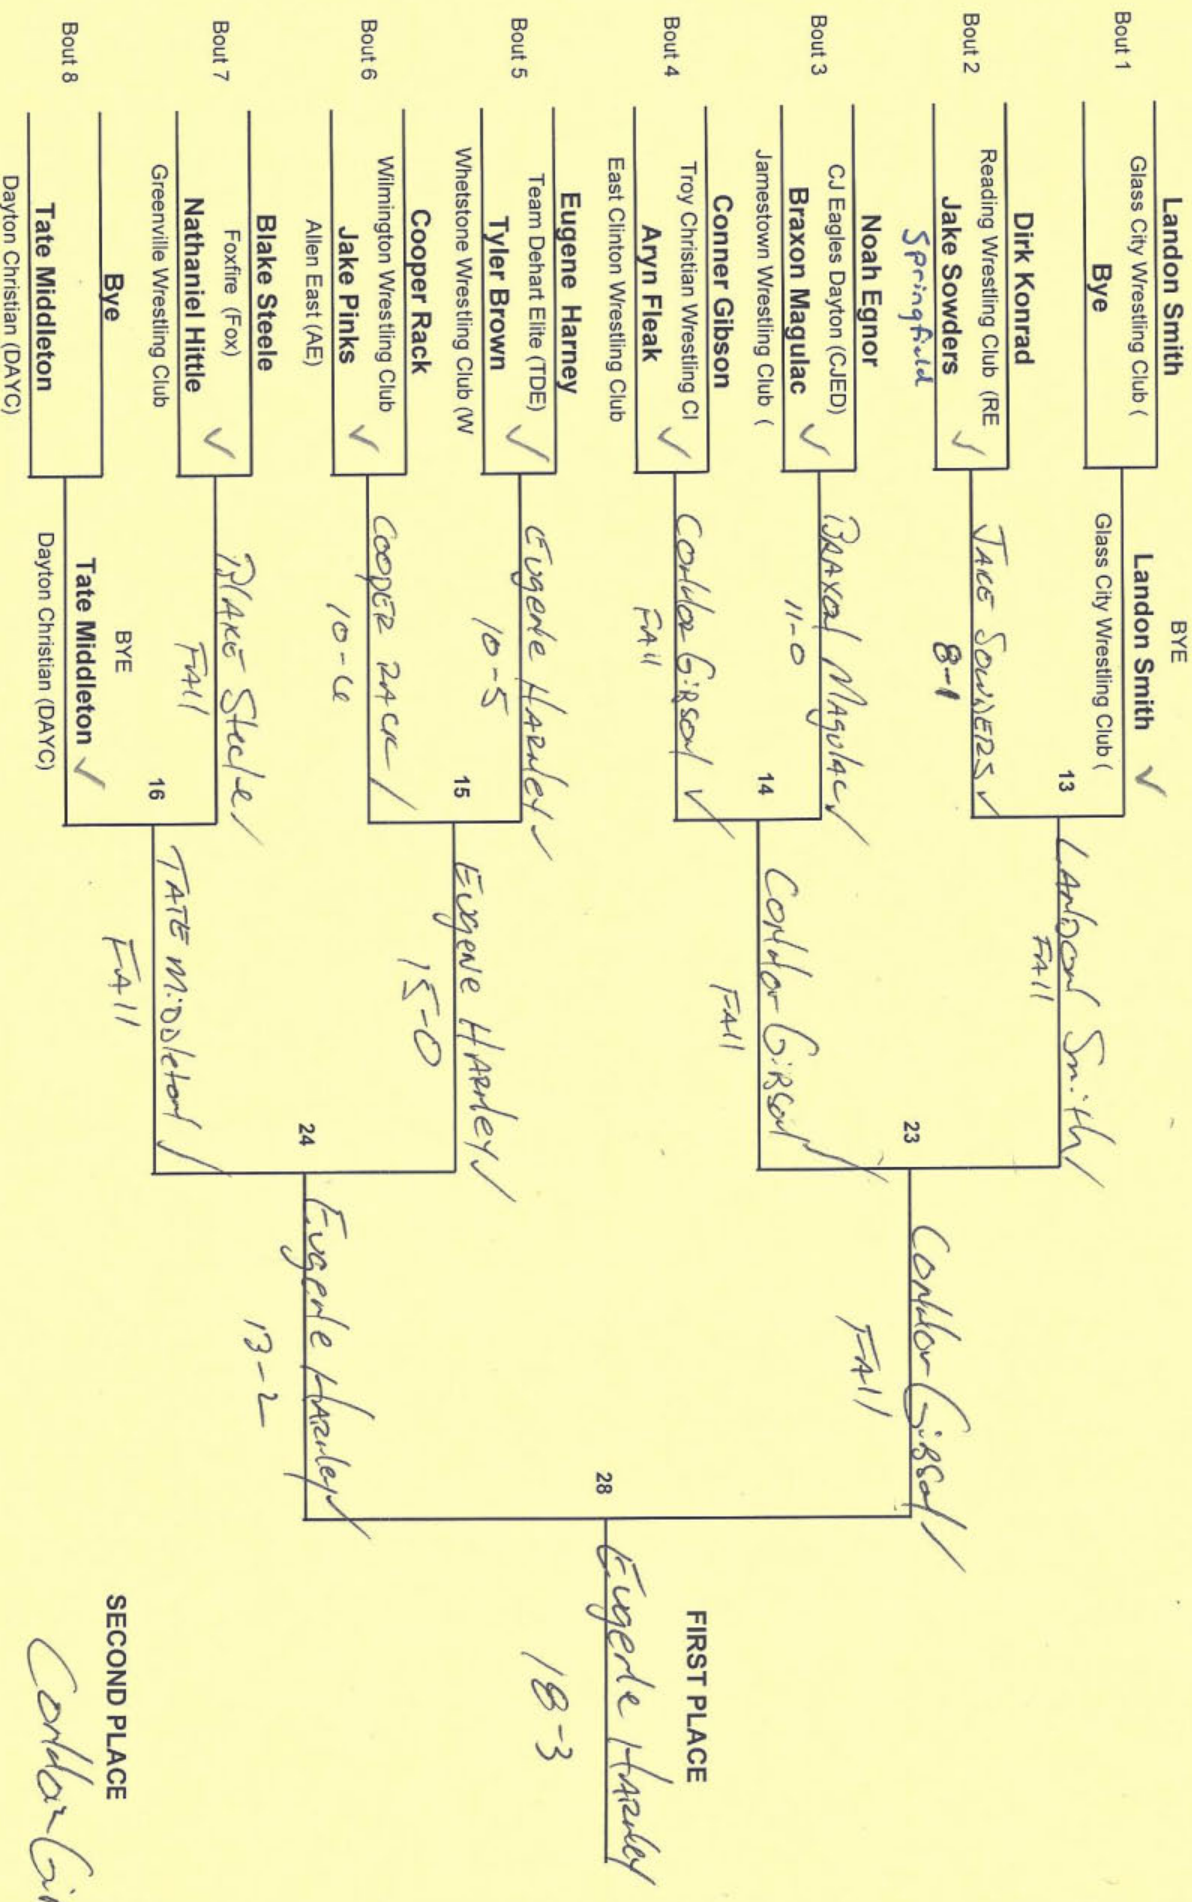 Bout 1
Landon Smith
Glass City Wrestling Club (
Bye
Bout 2
Dirk Konrad
Reading Wrestling Club (RE
Jake Sowders
Springfield
Bout 3
Noah Egnor
CJ Eagles Dayton (CJED)
Braxon Magulac
Jamestown Wrestling Club (
Bout 4
Conner Gibson
Troy Christian Wrestling Cl
Aryn Fleak
East Clinton Wrestling Club
Bout 5
Eugene Harney
Team Dehart Elite (TDE)
Tyler Brown
Whetstone Wrestling Club (W
Bout 6
Cooper Rack
Wilmington Wrestling Club
Jake Pinks
Allen East (AE)
Bout 7
Blake Steele
Foxfire (Fox)
Nathaniel Hittle
Greenville Wrestling Club
Bout 8
Bye
Tate Middleton
Dayton Christian (DAYC)
BYE
Landon Smith
Glass City Wrestling Club (
13
JAKE SOWDERS
8-1
BRAXON MAGULAC
11-0
14
Connor Gibson
FAll
Eugene HARNEY
10-5
15
COOPER RACK
10-6
BlAKE Steele
FAll
16
BYE
Tate Middleton
Dayton Christian (DAYC)
LANDON Smith
FAll
23
Connor Gibson
FAll
Eugene HARNEY
15-0
24
TATE MiDDleton
FAll
Connor Gibson
FAll
28
Eugene HARNEY
13-2
FIRST PLACE
Eugene HARNEY
18-3
SECOND PLACE
Connor Gi